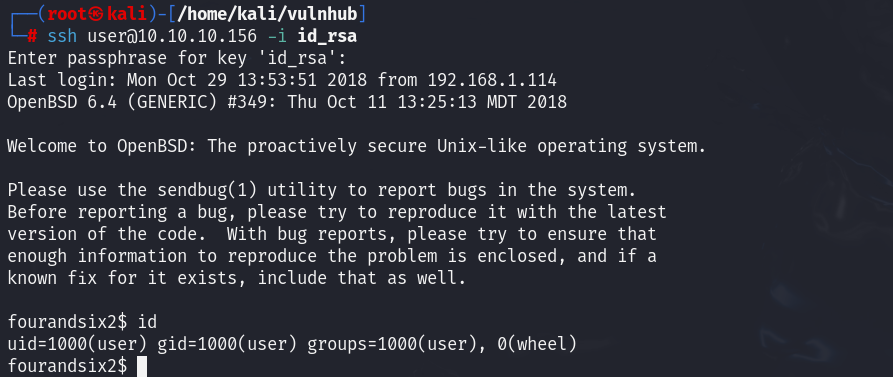 ┌──(root㉿kali)-[/home/kali/vulnhub]
└─# ssh user@10.10.10.156 -i id_rsa
Enter passphrase for key 'id_rsa':
Last login: Mon Oct 29 13:53:51 2018 from 192.168.1.114
OpenBSD 6.4 (GENERIC) #349: Thu Oct 11 13:25:13 MDT 2018

Welcome to OpenBSD: The proactively secure Unix-like operating system.

Please use the sendbug(1) utility to report bugs in the system.
Before reporting a bug, please try to reproduce it with the latest
version of the code.  With bug reports, please try to ensure that
enough information to reproduce the problem is enclosed, and if a
known fix for it exists, include that as well.

fourandsix2$ id
uid=1000(user) gid=1000(user) groups=1000(user), 0(wheel)
fourandsix2$